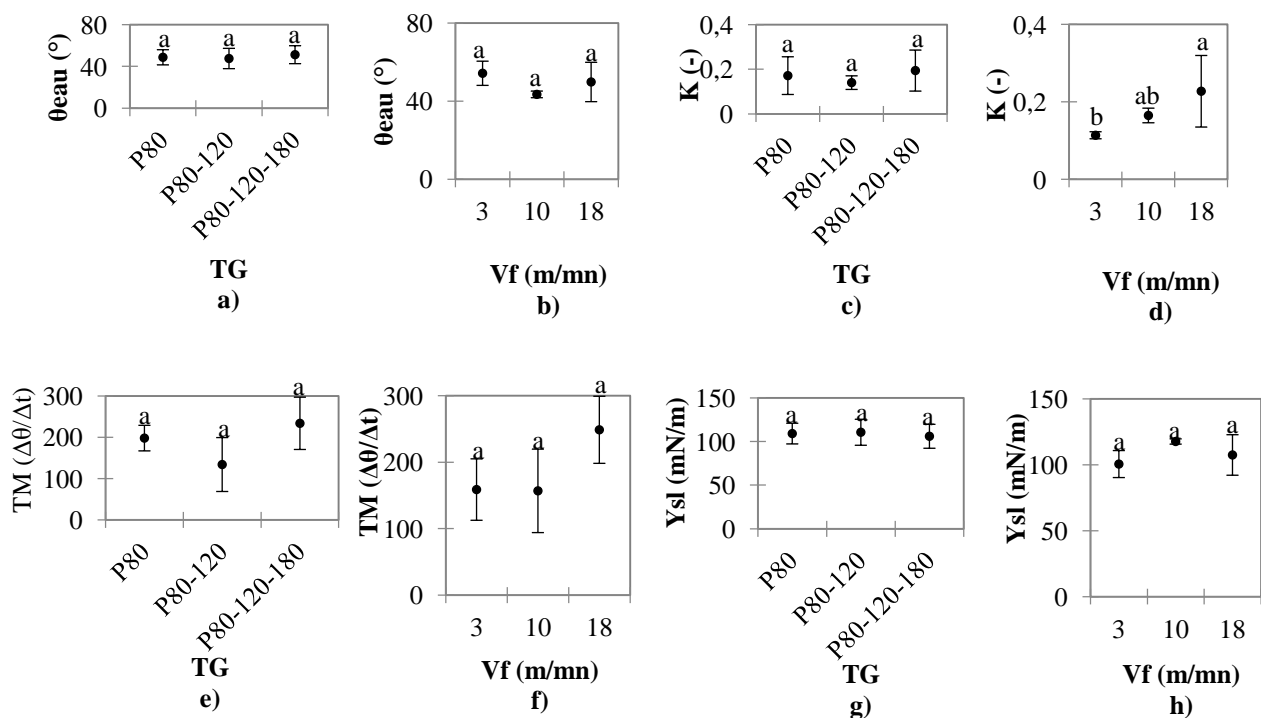 θeau (°)
80
40
0
a
a
a
P80
P80-120
P80-120-180
TG
a)
θeau (°)
80
40
0
a
a
a
3
10
18
Vf (m/mn)
b)
K (-)
0,4
0,2
0
a
a
a
P80
P80-120
P80-120-180
TG
c)
K (-)
0,4
0,2
0
b
ab
a
3
10
18
Vf (m/mn)
d)
TM (Δθ/Δt)
300
200
100
0
a
a
a
P80
P80-120
P80-120-180
TG
e)
TM (Δθ/Δt)
300
200
100
0
a
a
a
3
10
18
Vf (m/mn)
f)
Ysl (mN/m)
150
100
50
0
a
a
a
P80
P80-120
P80-120-180
TG
g)
Ysl (mN/m)
150
100
50
0
a
a
a
3
10
18
Vf (m/mn)
h)